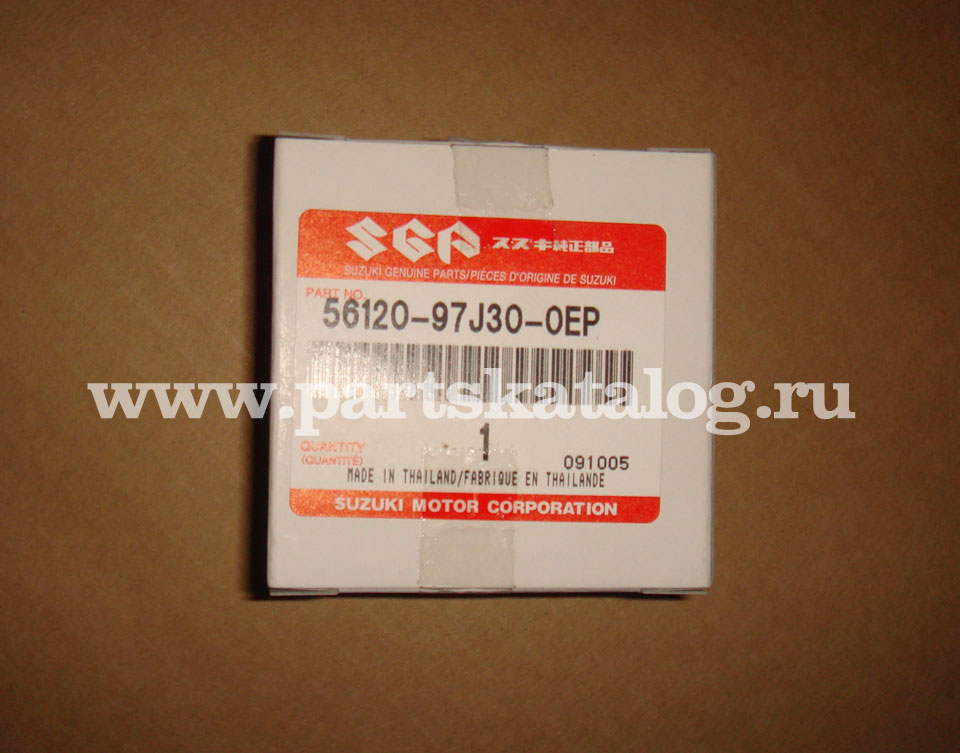 SGP スズキ純正部品
SUZUKI GENUINE PARTS/PIÈCES D'ORIGINE DE SUZUKI
PART NO.
56120-97J30-0EP
www.partskatalog.ru
1
QUANTITY
(QUANTITÉ)
091005
MADE IN THAILAND/FABRIQUE EN THAILANDE
SUZUKI MOTOR CORPORATION